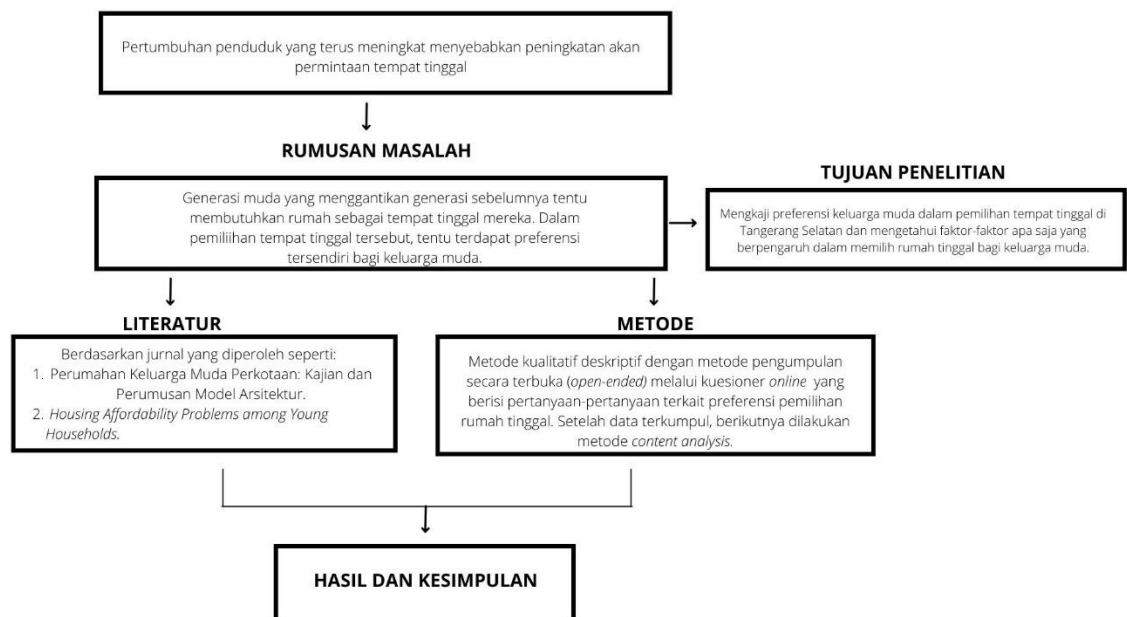 Pertumbuhan penduduk yang terus meningkat menyebabkan peningkatan akan
permintaan tempat tinggal
RUMUSAN MASALAH
Generasi muda yang menggantikan generasi sebelumnya tentu
membutuhkan rumah sebagai tempat tinggal mereka. Dalam
pemiliihan tempat tinggal tersebut, tentu terdapat preferensi
tersendiri bagi keluarga muda.
TUJUAN PENELITIAN
Mengkaji preferensi keluarga muda dalam pemilihan tempat tinggal di
Tangerang Selatan dan mengetahui faktor-faktor apa saja yang
berpengaruh dalam memilih rumah tinggal bagi keluarga muda.
LITERATUR
Berdasarkan jurnal yang diperoleh seperti:
1. Perumahan Keluarga Muda Perkotaan: Kajian dan
Perumusan Model Arsitektur.
2. Housing Affordability Problems among Young
Households.
METODE
Metode kualitatif deskriptif dengan metode pengumpulan
secara terbuka (open-ended) melalui kuesioner online yang
berisi pertanyaan-pertanyaan terkait preferensi pemilihan
rumah tinggal. Setelah data terkumpul, berikutnya dilakukan
metode content analysis.
HASIL DAN KESIMPULAN